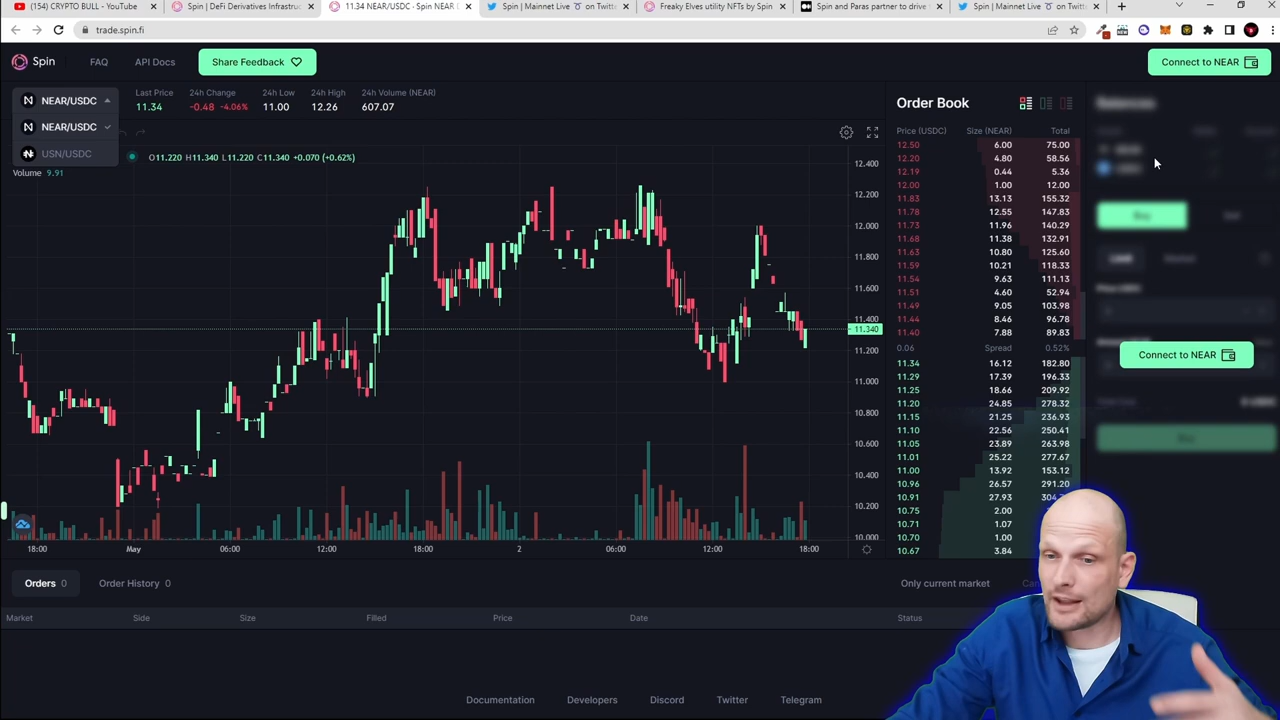 (154) CRYPTO BULL - YouTube
Spin | DeFi Derivatives Infrastruc
11.34 NEAR/USDC - Spin NEAR
Spin | Mainnet Live on Twitte
Freaky Elves utility NFTs by Spin
Spin and Paras partner to drive
Spin | Mainnet Live on Twitte
trade.spin.fi
Spin
FAQ
API Docs
Share Feedback
Connect to NEAR
NEAR/USDC
Last Price
11.34
24h Change
-0.48 -4.06%
24h Low
11.00
24h High
12.26
24h Volume (NEAR)
607.07
NEAR/USDC
USN/USDC
O11.220 H11.340 L11.220 C11.340 +0.070 (+0.62%)
Volume 9.91
12.400
12.200
12.000
11.800
11.600
11.400
11.340
11.200
11.000
10.800
10.600
10.400
10.200
10.000
18:00 May 06:00 12:00 18:00 2 06:00 12:00 18:00
Order Book
Price (USDC) Size (NEAR) Total
12.50 6.00 75.00
12.20 4.80 58.56
12.19 0.44 5.36
12.00 1.00 12.00
11.83 13.13 155.32
11.78 12.55 147.83
11.73 11.96 140.29
11.68 11.38 132.91
11.63 10.80 125.60
11.59 10.21 118.33
11.54 9.63 111.13
11.51 4.60 52.94
11.49 9.05 103.98
11.44 8.46 96.78
11.40 7.88 89.83
0.06 Spread 0.52%
11.34 16.12 182.80
11.29 17.39 196.33
11.25 18.66 209.92
11.20 24.85 278.32
11.15 21.25 236.93
11.10 22.56 250.41
11.05 23.89 263.98
11.01 25.22 277.67
11.00 13.92 153.12
10.96 26.57 291.20
10.91 27.93 304.
10.75 2.00
10.71 1.07
10.70 1.00
10.67 3.84
Balances
Buy
Sell
Limit
Market
Connect to NEAR
Buy
Orders 0
Order History 0
Only current market
Market Side Size Filled Price Date Status
Documentation
Developers
Discord
Twitter
Telegram